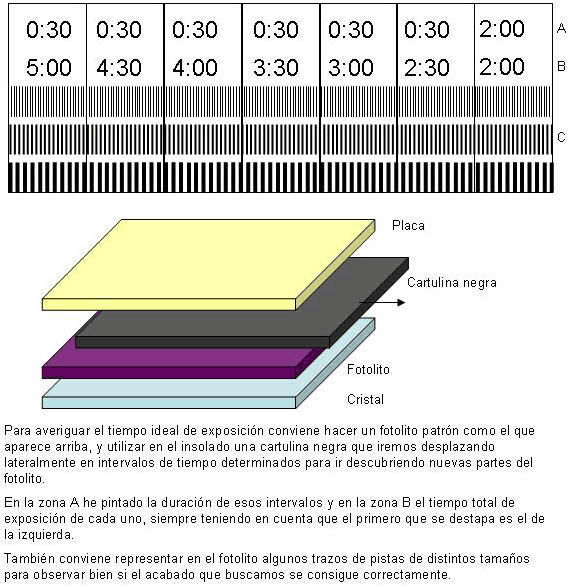 0:30 0:30 0:30 0:30 0:30 0:30 2:00 A
5:00 4:30 4:00 3:30 3:00 2:30 2:00 B
C
Placa
Cartulina negra
Fotolito
Cristal
Para averiguar el tiempo ideal de exposición conviene hacer un fotolito patrón como el que
aparece arriba, y utilizar en el insolado una cartulina negra que iremos desplazando
lateralmente en intervalos de tiempo determinados para ir descubriendo nuevas partes del
fotolito.
En la zona A he pintado la duración de esos intervalos y en la zona B el tiempo total de
exposición de cada uno, siempre teniendo en cuenta que el primero que se destapa es el de
la izquierda.
También conviene representar en el fotolito algunos trazos de pistas de distintos tamaños
para observar bien si el acabado que buscamos se consigue correctamente.